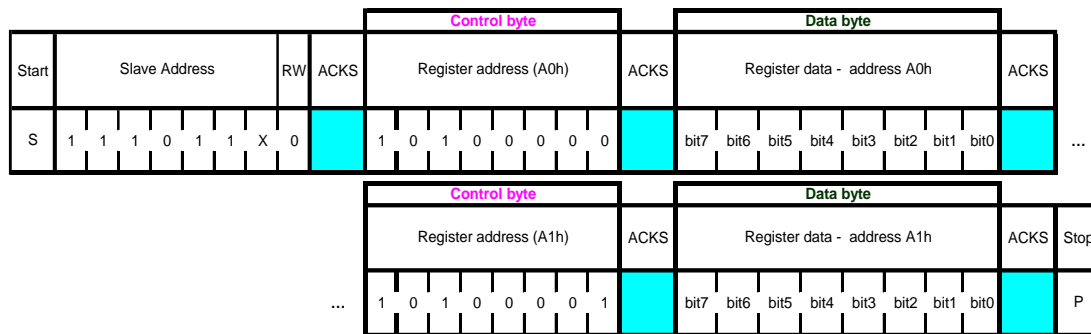 Control byte Data byte
Start Slave Address RW ACKS Register address (A0h) ACKS Register data - address A0h ACKS
S 1 1 1 0 1 1 X 0 1 0 1 0 0 0 0 0 bit7 bit6 bit5 bit4 bit3 bit2 bit1 bit0 ...
Control byte Data byte
Register address (A1h) ACKS Register data - address A1h ACKS Stop
... 1 0 1 0 0 0 0 1 bit7 bit6 bit5 bit4 bit3 bit2 bit1 bit0 P